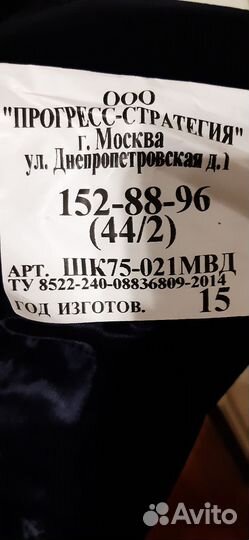 ООО
"ПРОГРЕСС-СТРАТЕГИЯ"
г. Москва
ул. Днепропетровская д.1
152-88-96
(44/2)
АРТ. ШК75-021МВД
ТУ 8522-240-08836809-2014
ГОД ИЗГОТОВ. 15
Avito